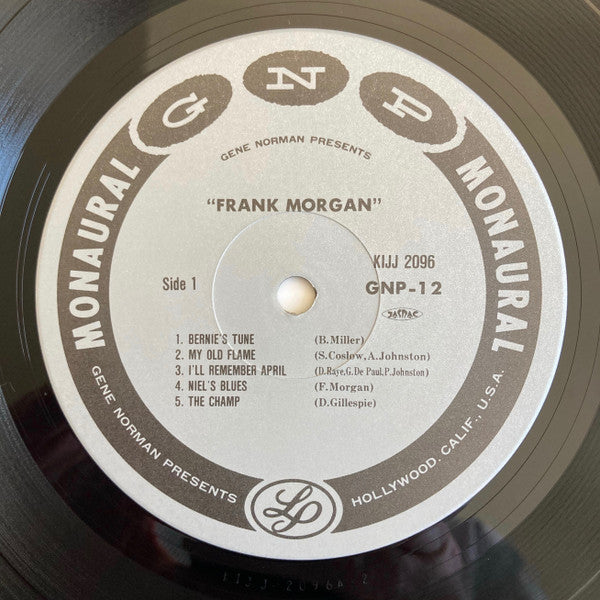 GNP
GENE NORMAN PRESENTS
MONAURAL
MONAURAL
"FRANK MORGAN"
KIJJ 2096
Side 1
GNP-12
JASRAC
1. BERNIE'S TUNE (B.Miller)
2. MY OLD FLAME (S.Coslow,A.Johnston)
3. I'LL REMEMBER APRIL (D.Raye,G.De Paul,P.Johnston)
4. NIEL'S BLUES (F.Morgan)
5. THE CHAMP (D.Gillespie)
GENE NORMAN PRESENTS
LP
HOLLYWOOD. CALIF., U.S.A.